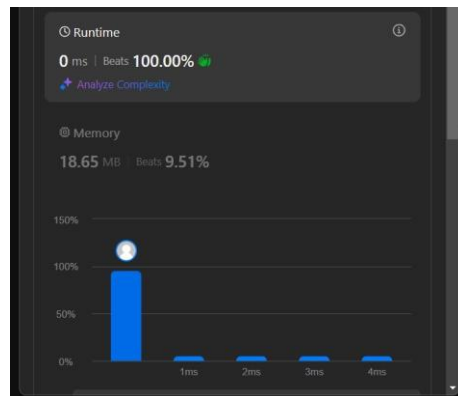 Runtime
0 ms | Beats 100.00%
Analyze Complexity
Memory
18.65 MB | Beats 9.51%
150%
100%
50%
0%
1ms 2ms 3ms 4ms